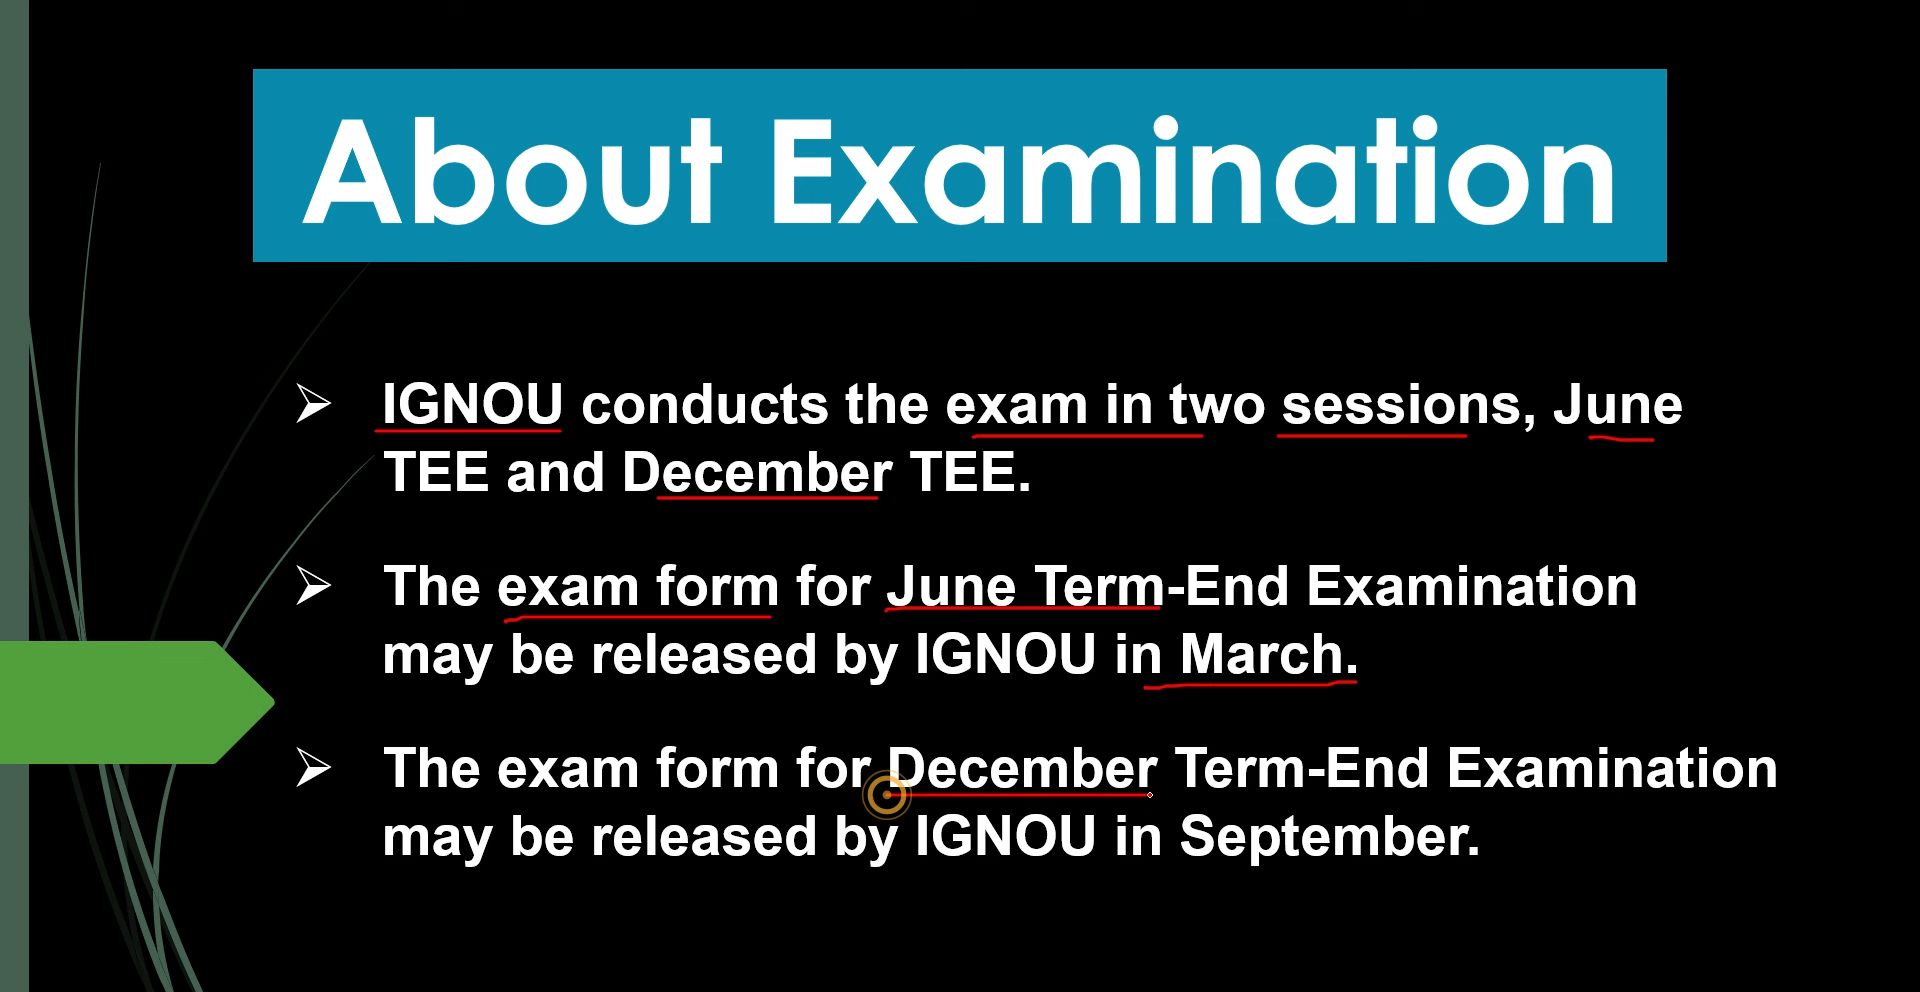 About Examination
➢ IGNOU conducts the exam in two sessions, June
TEE and December TEE.
➢ The exam form for June Term-End Examination
may be released by IGNOU in March.
➢ The exam form for December Term-End Examination
may be released by IGNOU in September.